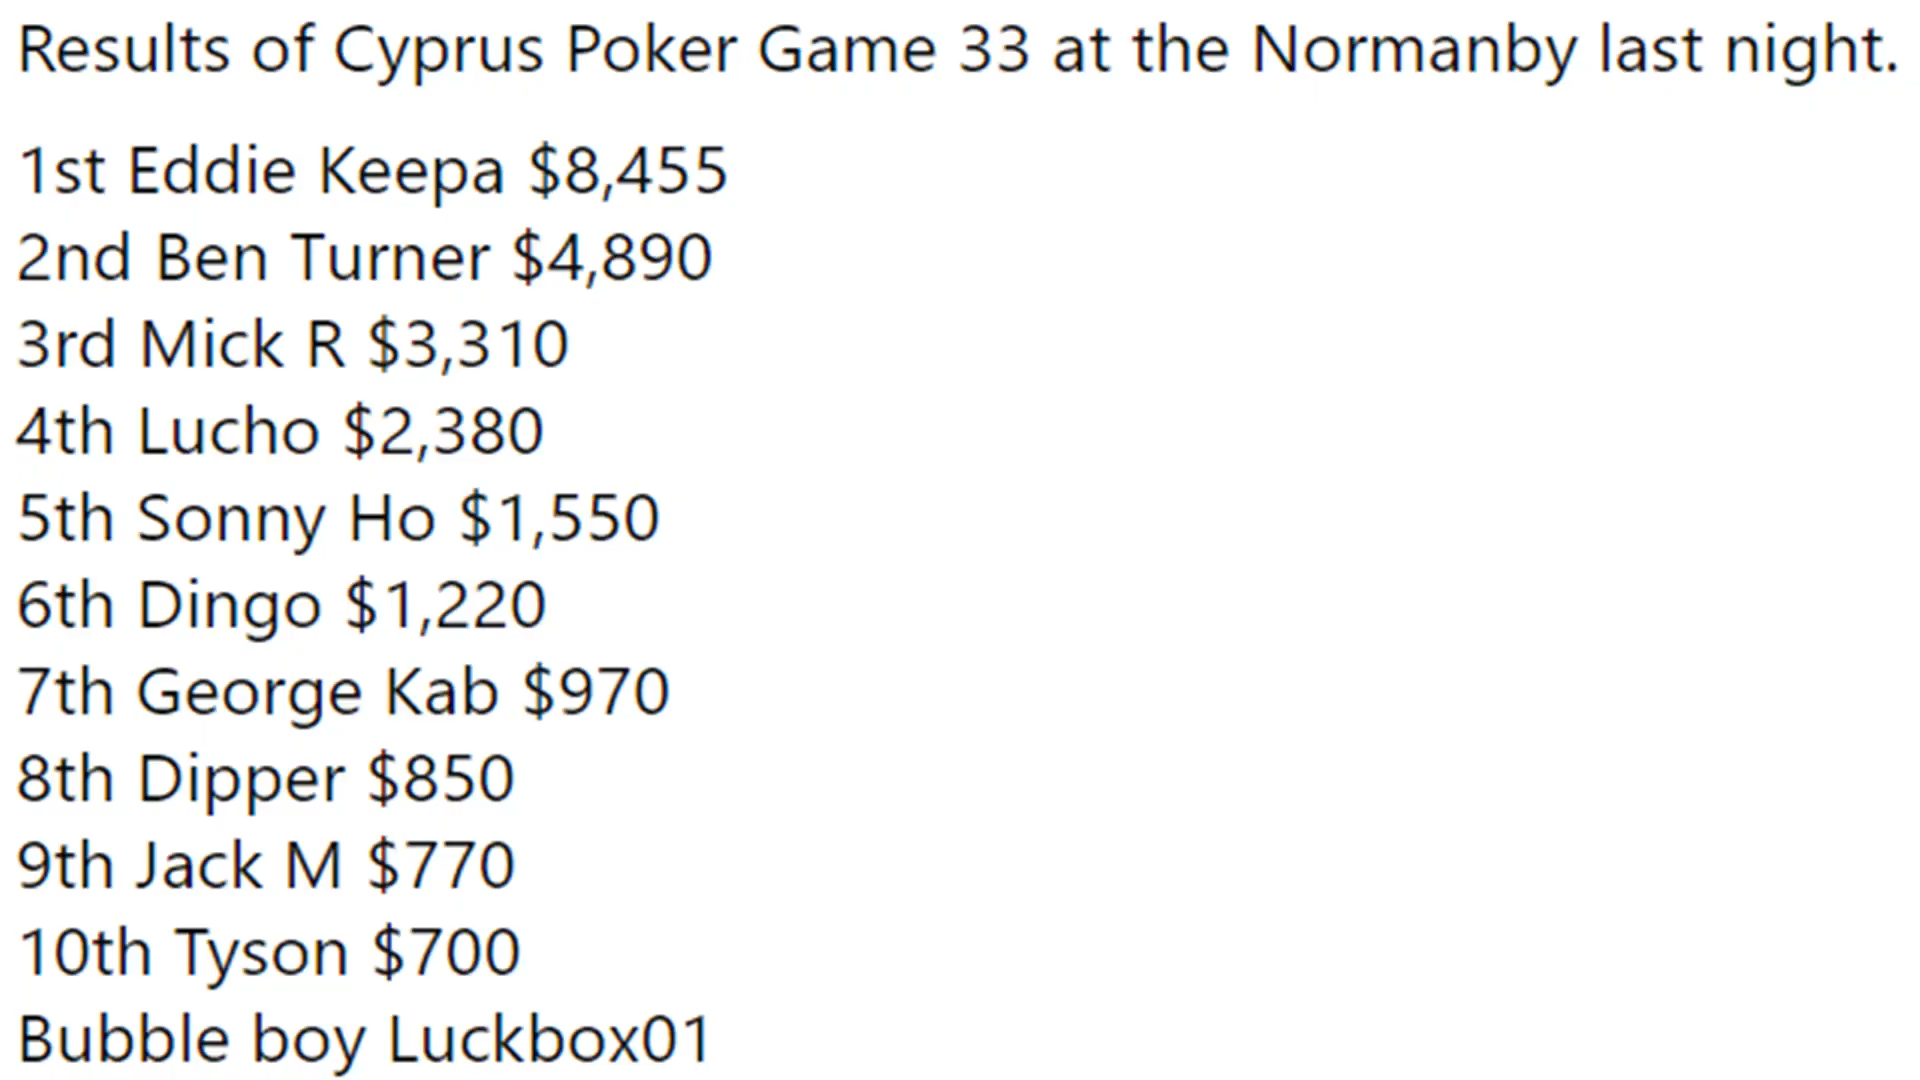 Results of Cyprus Poker Game 33 at the Normanby last night.
1st Eddie Keepa $8,455
2nd Ben Turner $4,890
3rd Mick R $3,310
4th Lucho $2,380
5th Sonny Ho $1,550
6th Dingo $1,220
7th George Kab $970
8th Dipper $850
9th Jack M $770
10th Tyson $700
Bubble boy Luckbox01